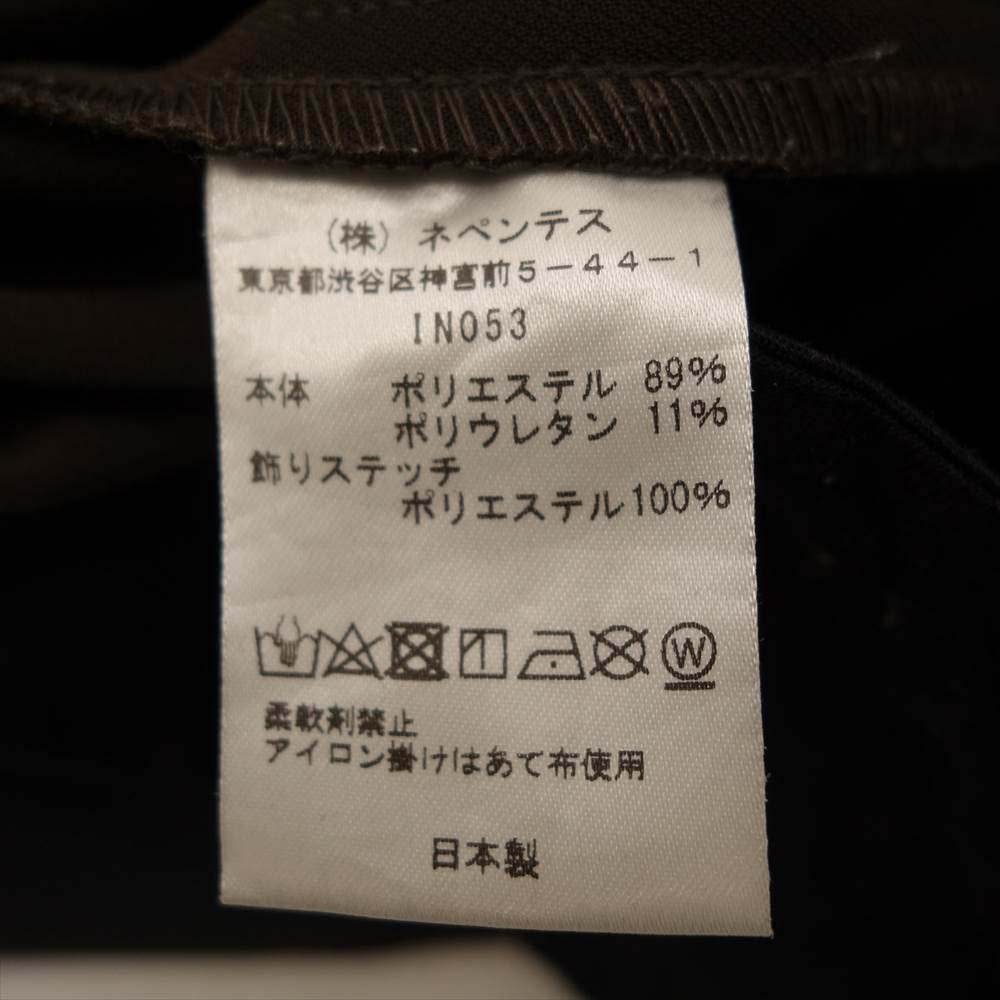 (株) ネペンテス
東京都渋谷区神宮前5-44-1
IN053
本体 ポリエステル 89%
ポリウレタン 11%
飾りステッチ
ポリエステル100%
W
柔軟剤禁止
アイロン掛けはあて布使用
日本製